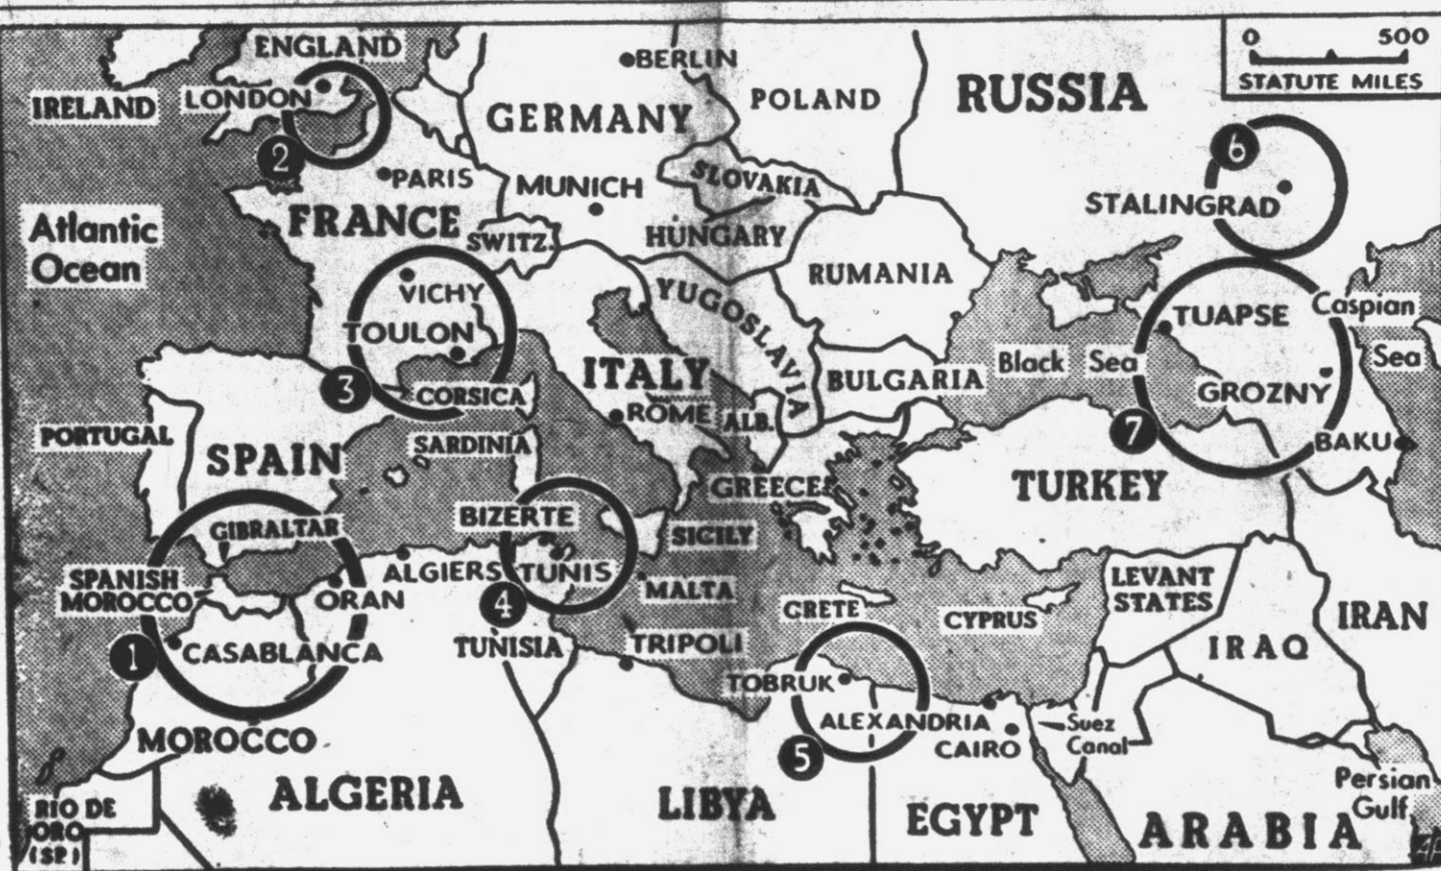 0 500
STATUTE MILES
ENGLAND
IRELAND
LONDON
2
BERLIN
GERMANY
POLAND
RUSSIA
6
STALINGRAD
PARIS
MUNICH
SLOVAKIA
Atlantic
Ocean
FRANCE
SWITZ.
HUNGARY
RUMANIA
YUGOSLAVIA
VICHY
TOULON
3
CORSICA
ITALY
ROME
ALB.
BULGARIA
Black Sea
TUAPSE
Caspian
Sea
GROZNY
7
BAKU
PORTUGAL
SPAIN
SARDINIA
GREECE
TURKEY
GIBRALTAR
BIZERTE
SICILY
SPANISH
MOROCCO
ALGIERS
TUNIS
ORAN
4
MALTA
CRETE
CYPRUS
LEVANT
STATES
IRAN
IRAQ
1
CASABLANCA
TUNISIA
TRIPOLI
TOBRUK
ALEXANDRIA
CAIRO
5
Suez
Canal
MOROCCO
ALGERIA
LIBYA
EGYPT
ARABIA
Persian
Gulf
RIO DE
ORO
(SP.)
AP